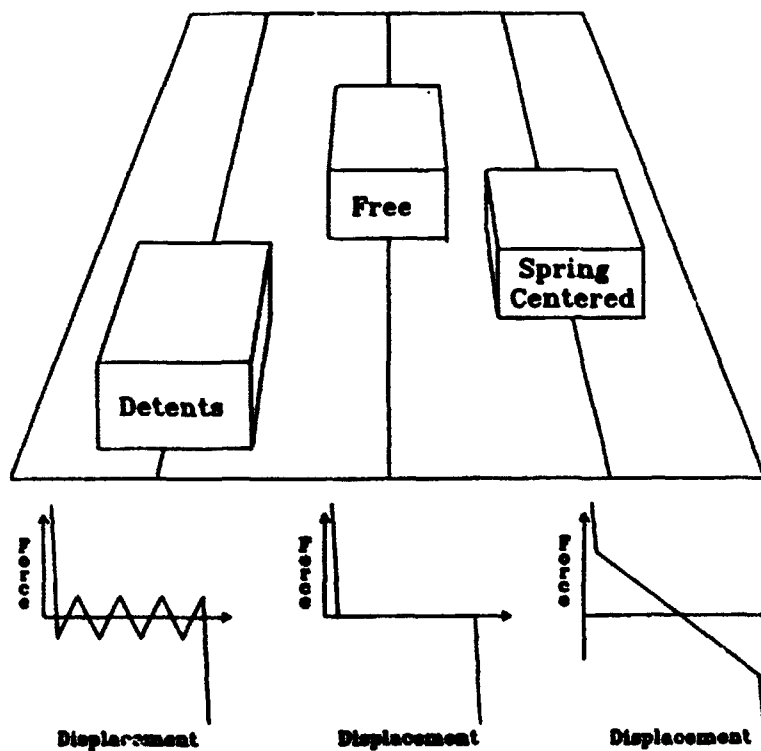 Free
Spring
Centered
Detents
Force
Force
Force
Displacement
Displacement
Displacement